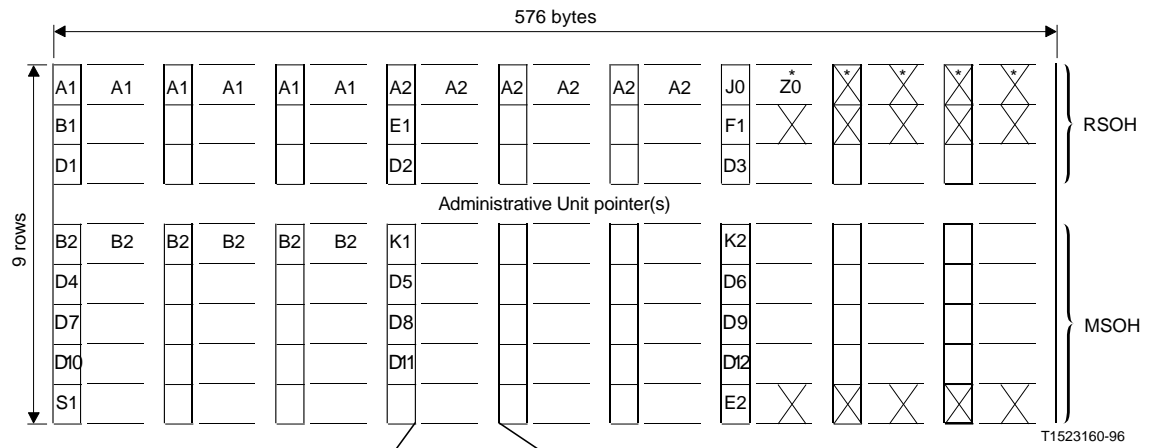 576 bytes
A1 A1 A1 A1 A1 A1 A2 A2 A2 A2 A2 A2 J0 Z0* * * * *
B1 E1 F1
D1 D2 D3
RSOH
Administrative Unit pointer(s)
9 rows
B2 B2 B2 B2 B2 B2 K1 K2
D4 D5 D6
D7 D8 D9
MSOH
D10 D11 D12
S1 E2
T1523160-96